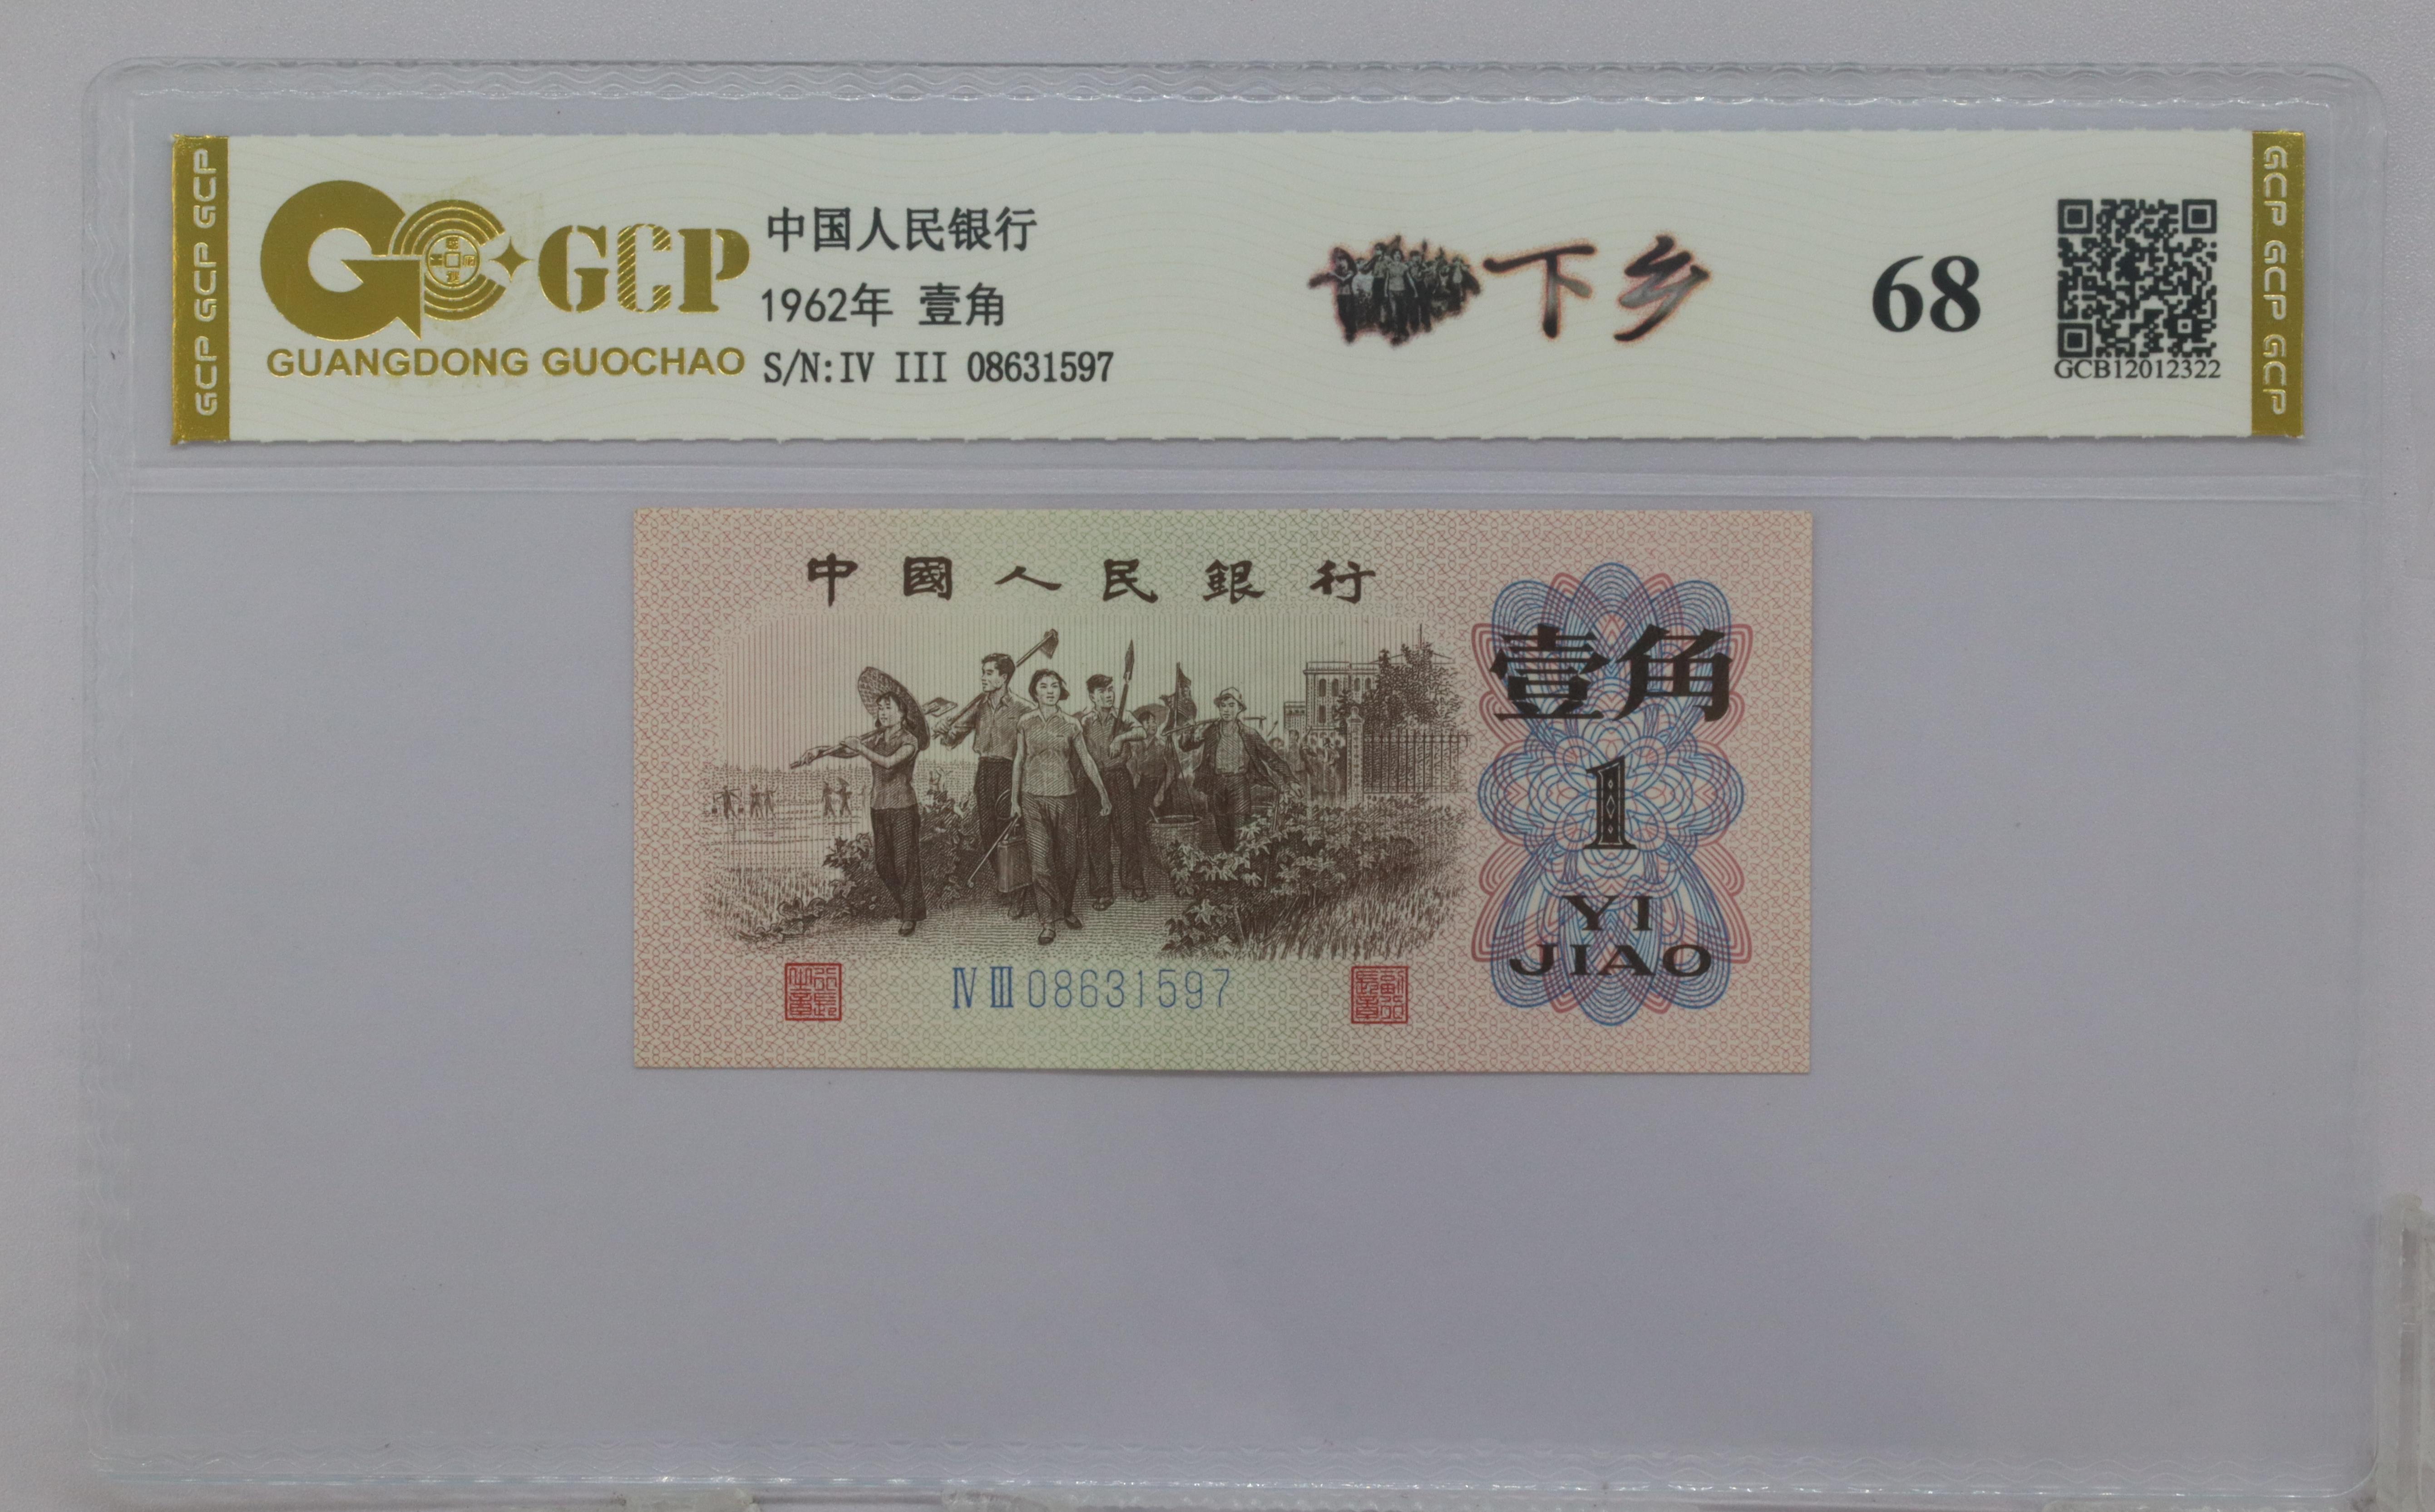 GCP GCP GCP
GCP
GUANGDONG GUOCHAO
中国人民银行
1962年 壹角
S/N:IV III 08631597
下乡
68
GCB12012322
GCP GCP GCP
中國人民銀行
壹角
1
YI
JIAO
Ⅳ Ⅲ 08631597